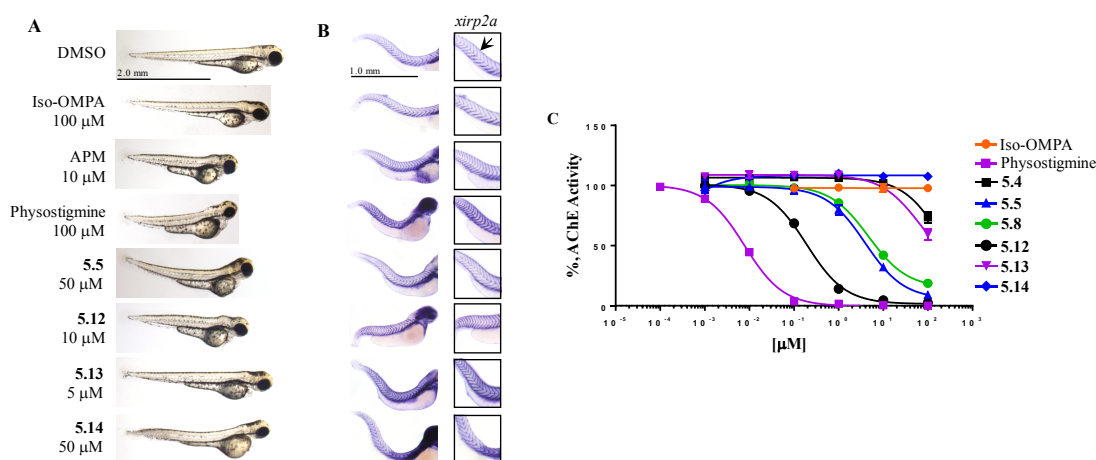 A
DMSO
2.0 mm
Iso-OMPA
100 μM
APM
10 μM
Physostigmine
100 μM
5.5
50 μM
5.12
10 μM
5.13
5 μM
5.14
50 μM
B
xirp2a
1.0 mm
C
%, AChE Activity
150
100
50
0
10⁻⁵
10⁻⁴
10⁻³
10⁻²
10⁻¹
10⁰
10¹
10²
10³
[μM]
Iso-OMPA
Physostigmine
5.4
5.5
5.8
5.12
5.13
5.14